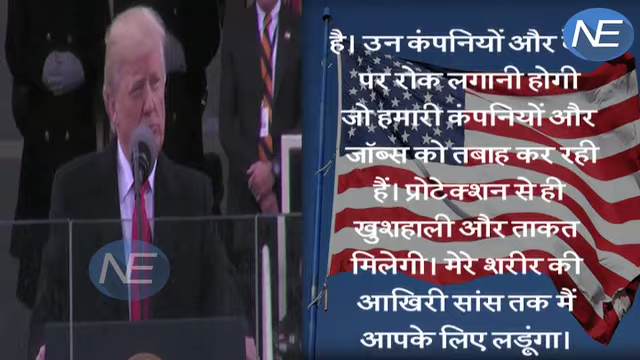 NE
है। उन कंपनियों और
पर रोक लगानी होगी
जो हमारी कंपनियों और
जॉब्स को तबाह कर रही
हैं। प्रोटेक्शन से ही
खुशहाली और ताकत
मिलेगी। मेरे शरीर की
आखिरी सांस तक मैं
आपके लिए लडूंगा।
NE